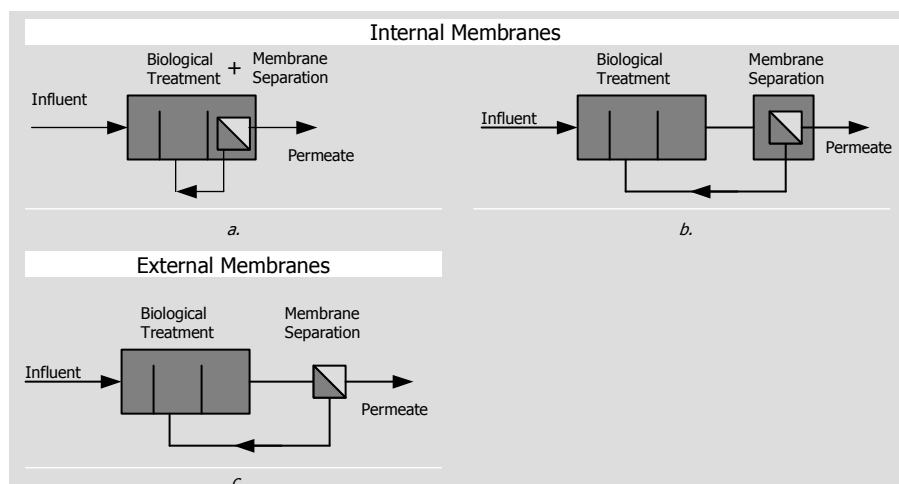 Internal Membranes
Biological
Treatment
+
Membrane
Separation
Influent
Permeate
a.
Biological
Treatment
Membrane
Separation
Influent
Permeate
b.
External Membranes
Biological
Treatment
Membrane
Separation
Influent
Permeate